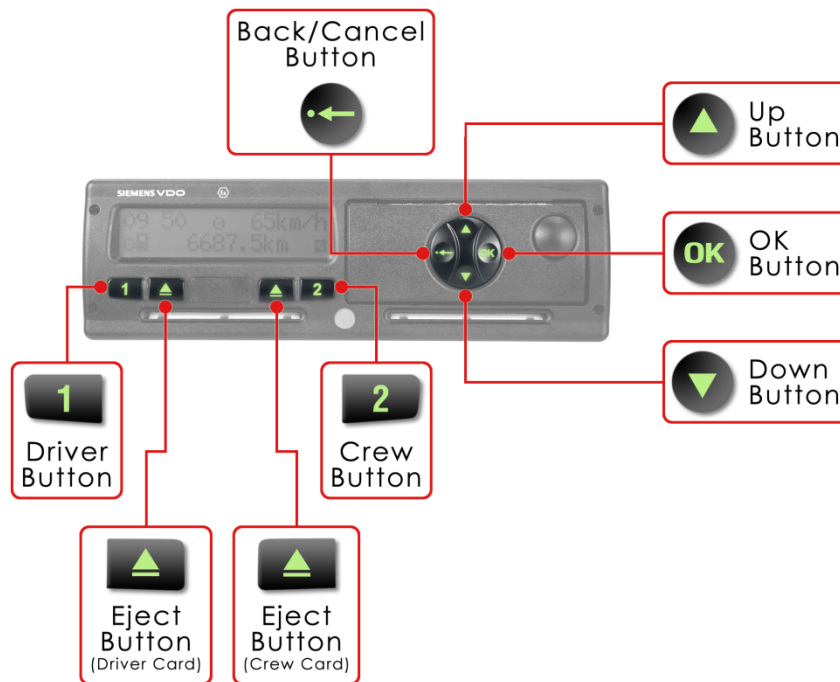 Back/Cancel
Button
Up
Button
SIEMENS VDO
09 50 65km/h
6687.5km
OK
OK
Button
1
2
Down
Button
1
Driver
Button
2
Crew
Button
Eject
Button
(Driver Card)
Eject
Button
(Crew Card)
OK